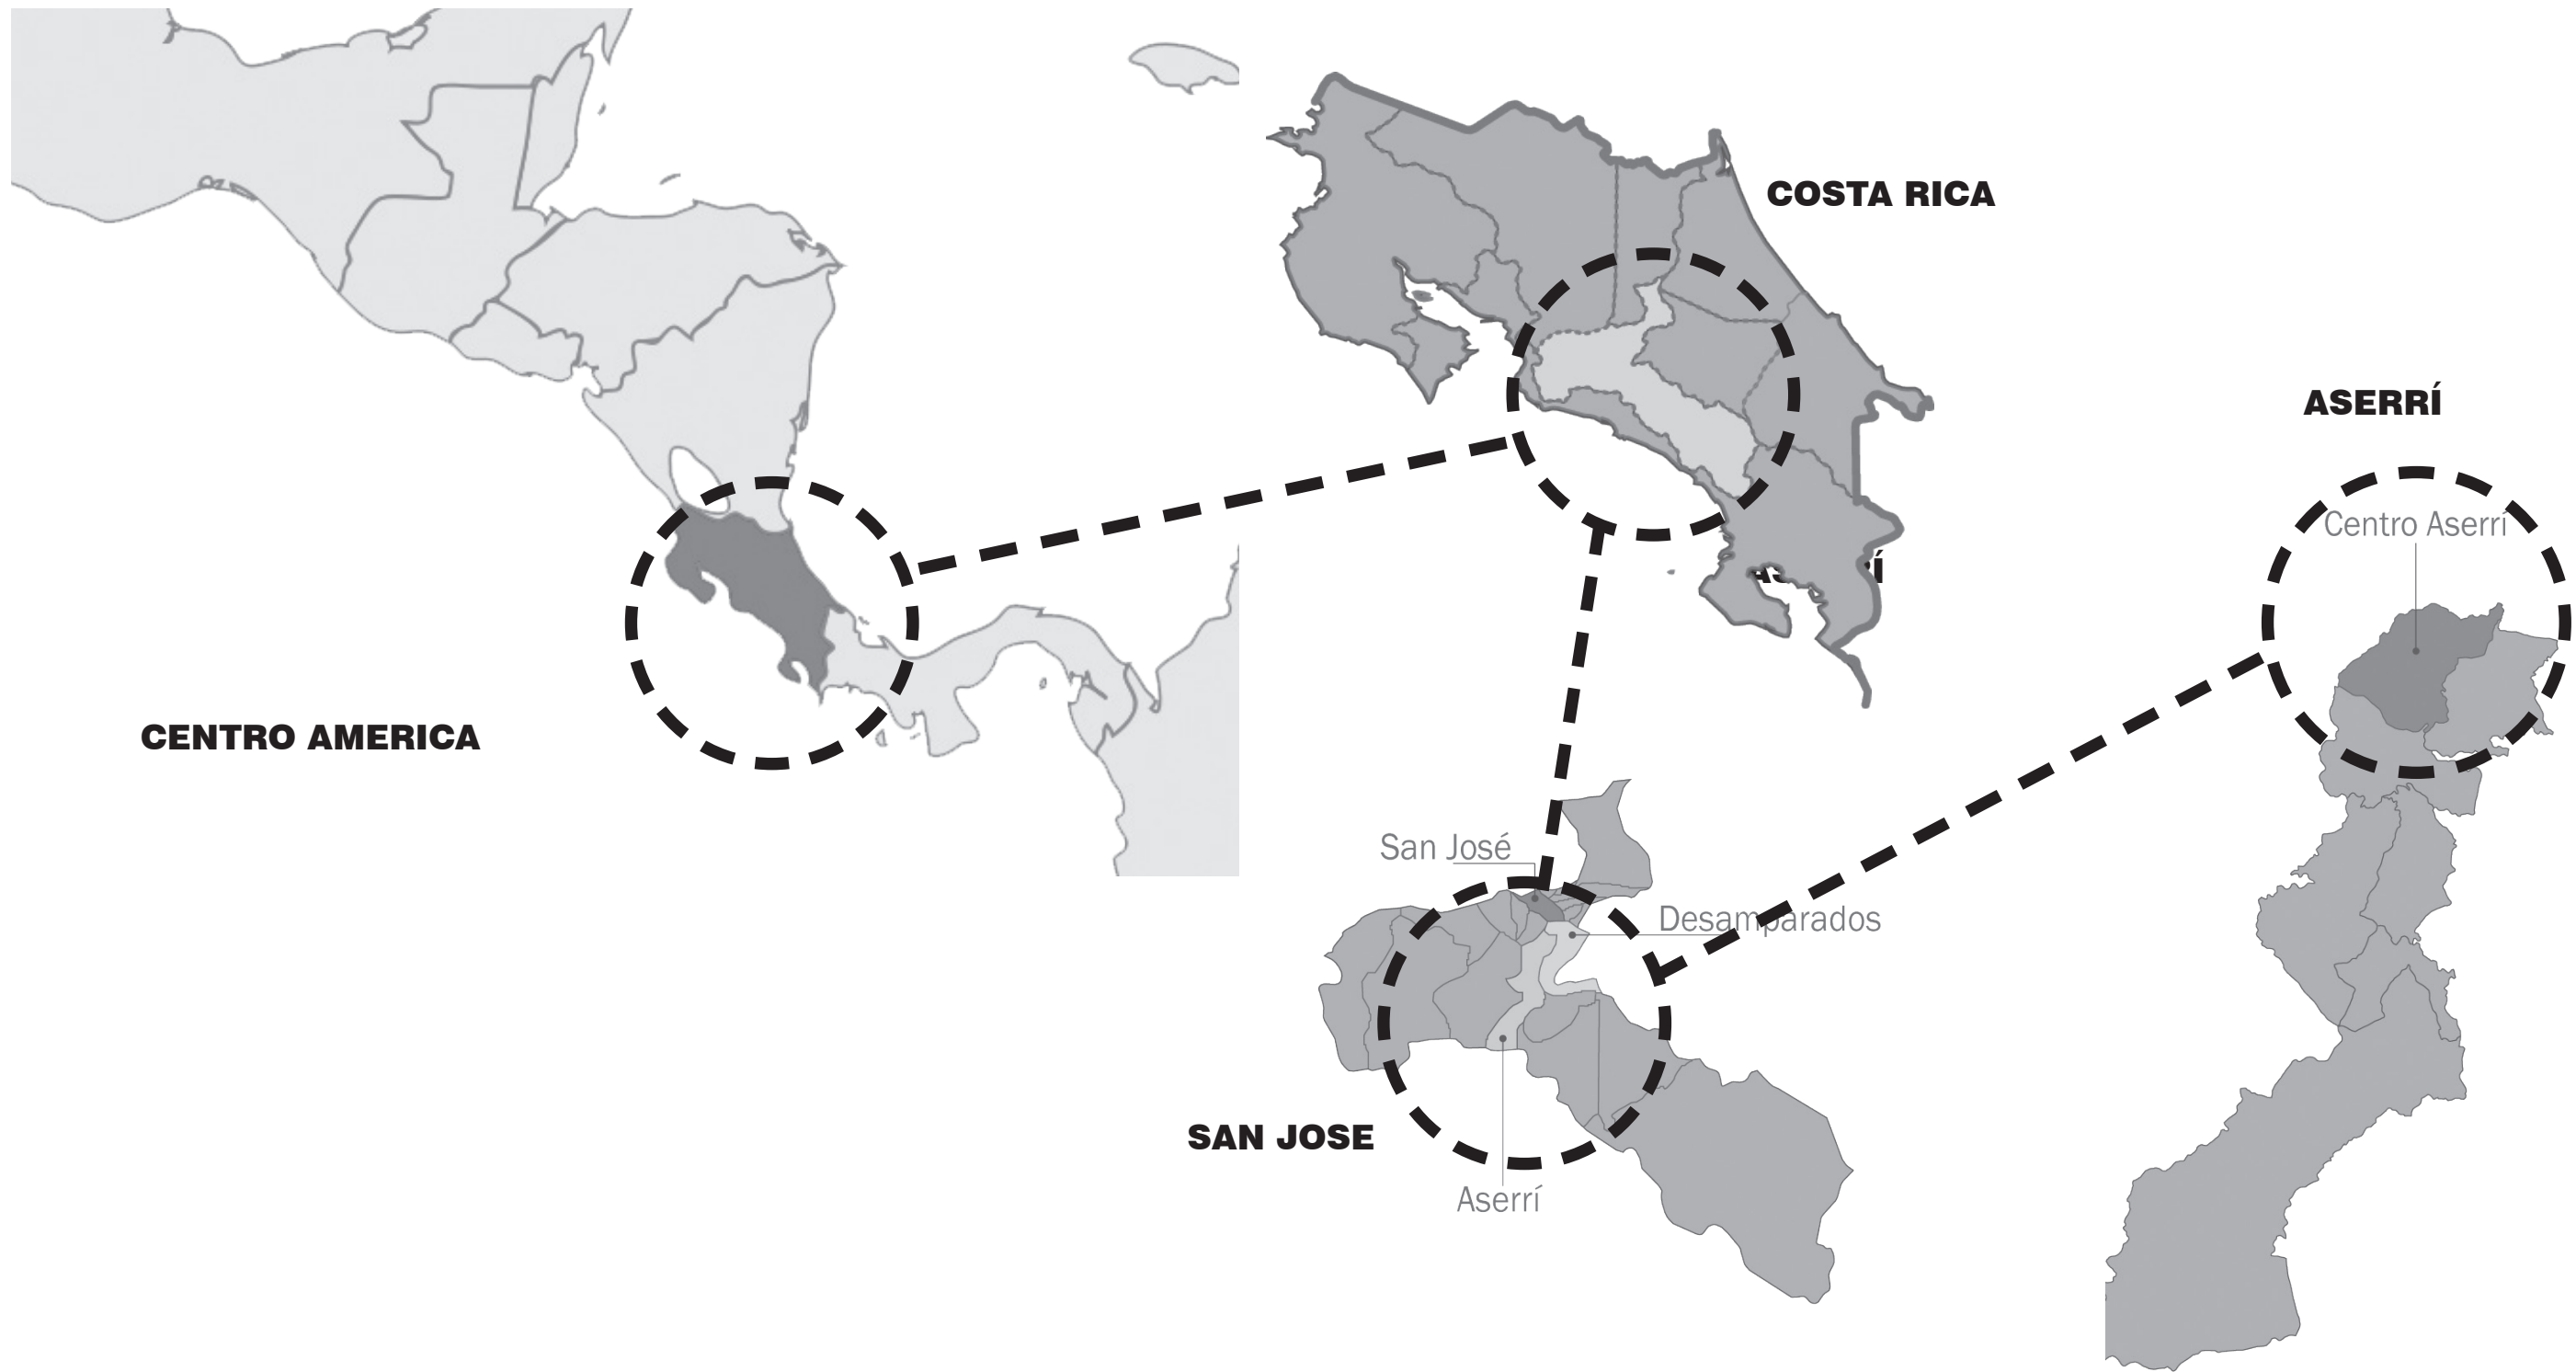 COSTA RICA
ASERRÍ
Centro Aserrí
CENTRO AMERICA
San José
Desamparados
SAN JOSE
Aserrí